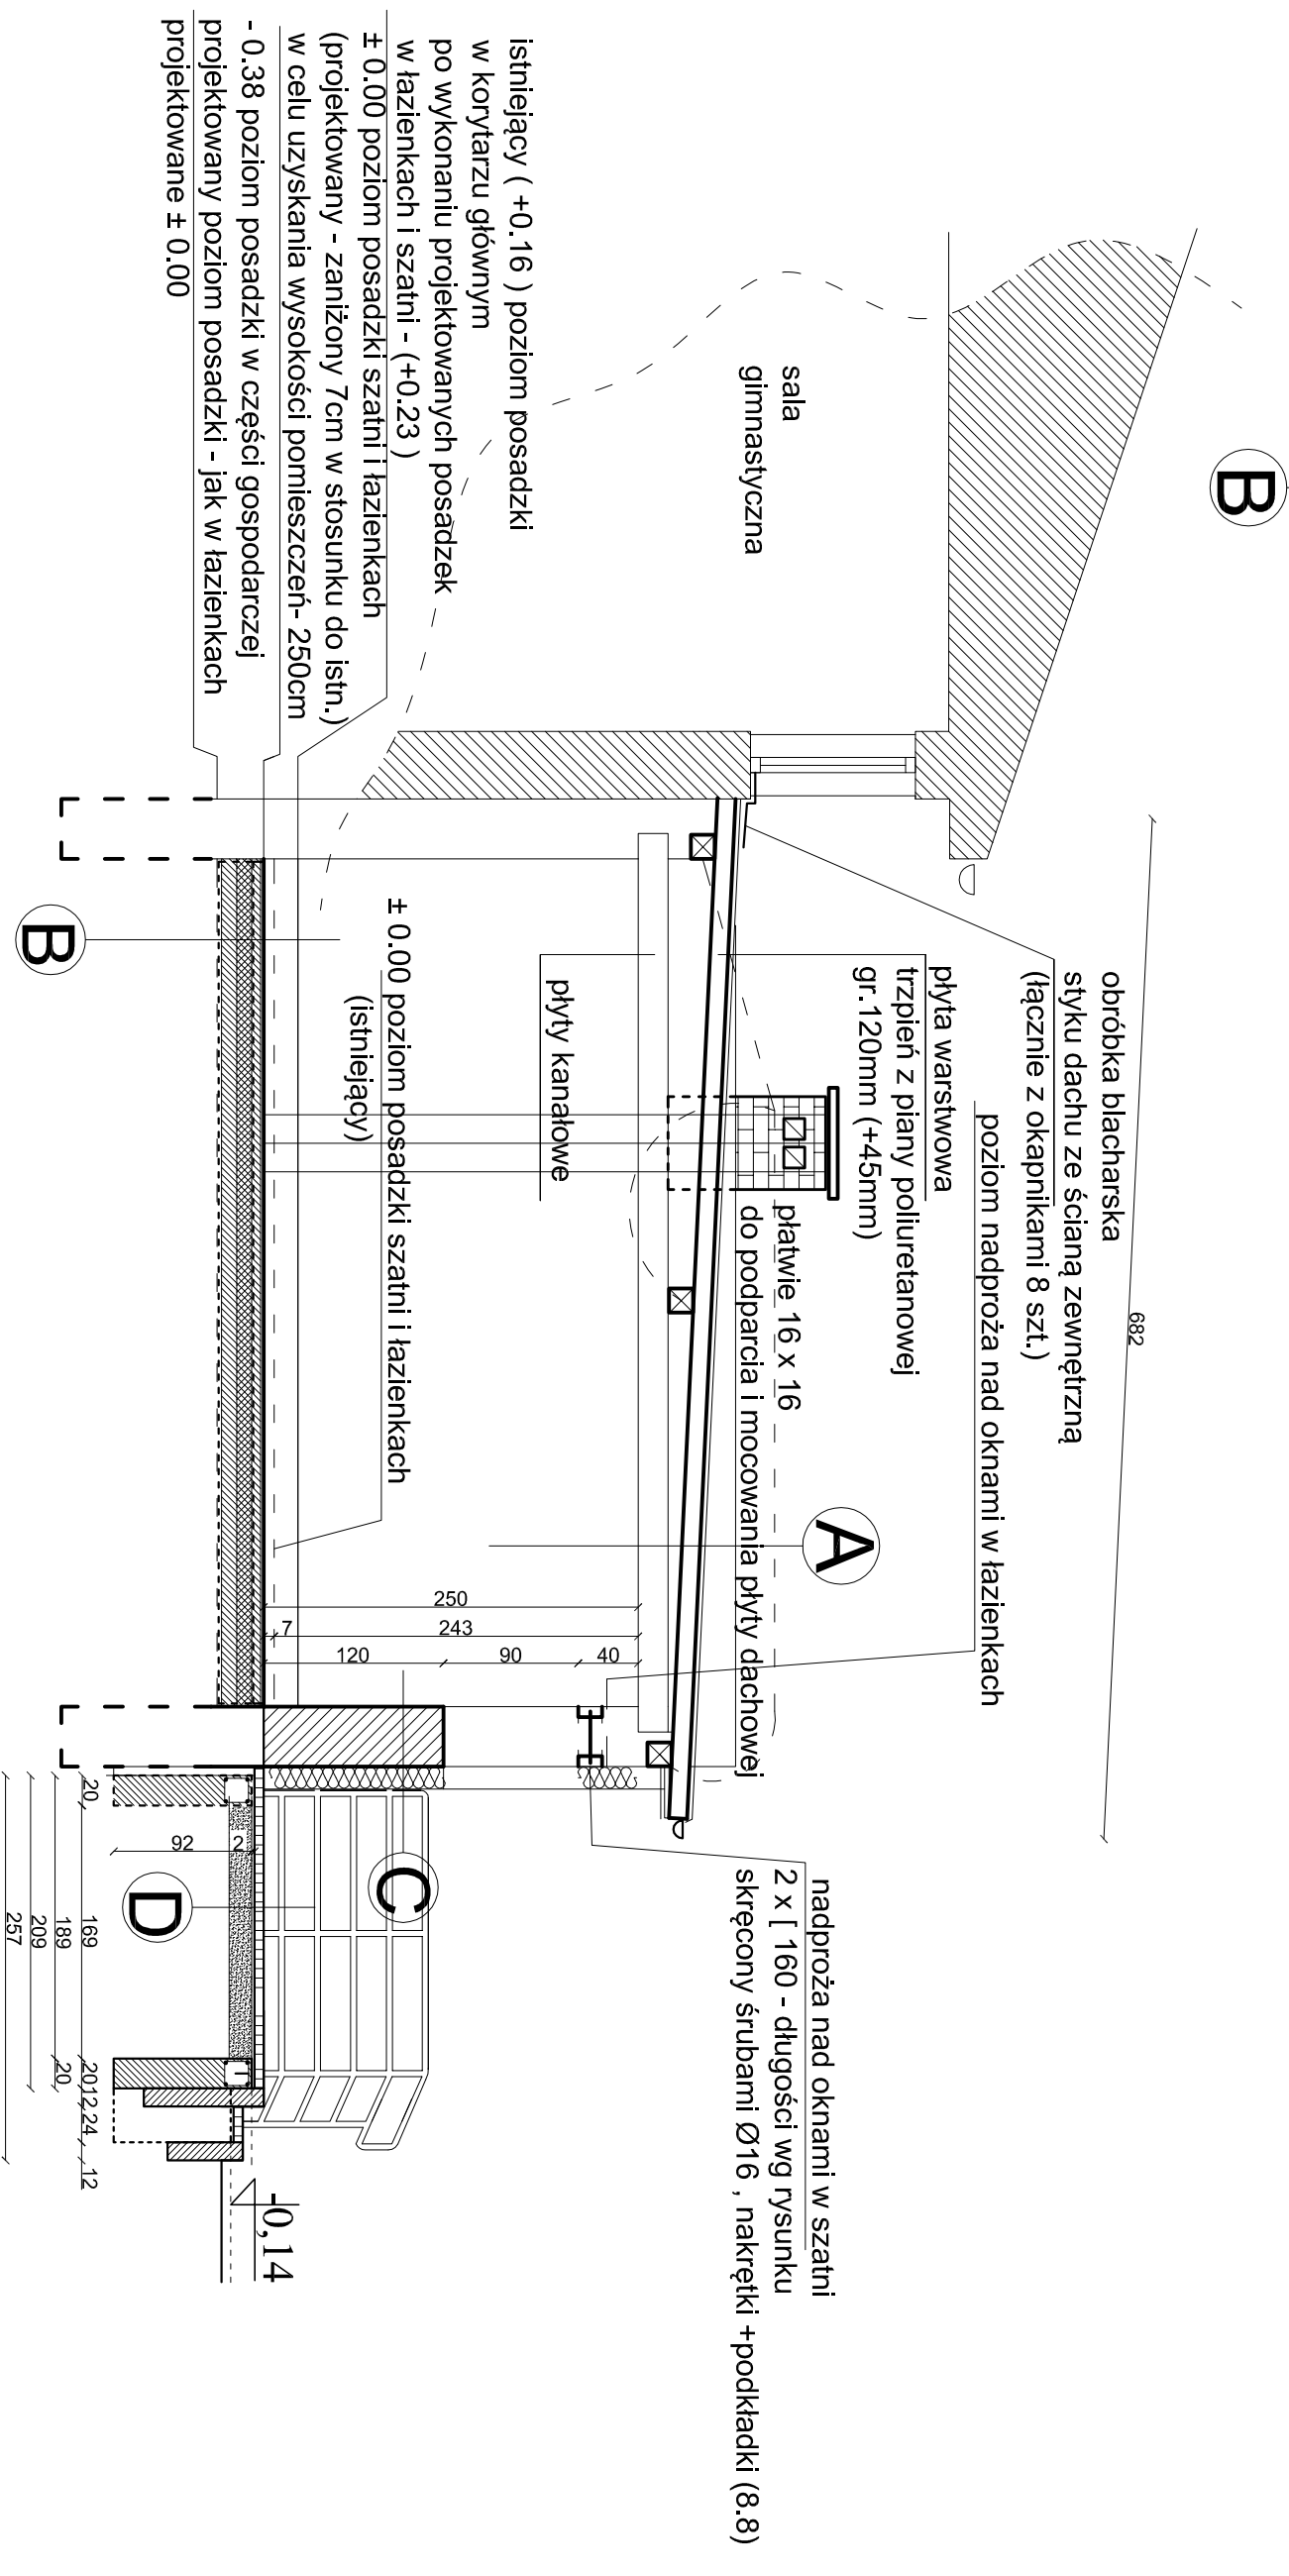 B
682
obróbka blacharska
styku dachu ze ścianą zewnętrzną
(łącznie z okapnikami 8 szt.)
poziom nadproża nad oknami w łazienkach
płyta warstwowa
trzpień z piany poliuretanowej
gr.120mm (+45mm)
płatwie 16 x 16
do podparcia i mocowania płyty dachowej
A
sala
gimnastyczna
nadproża nad oknami w szatni
2 x [ 160 - długości wg rysunku
skręcony śrubami Ø16 , nakrętki +podkładki (8.8)
płyty kanałowe
istniejący ( +0.16 ) poziom posadzki
w korytarzu głównym
po wykonaniu projektowanych posadzek
w łazienkach i szatni - (+0.23 )
± 0.00 poziom posadzki szatni i łazienkach
(projektowany - zaniżony 7cm w stosunku do istn.)
w celu uzyskania wysokości pomieszczeń- 250cm
- 0.38 poziom posadzki w części gospodarczej
projektowany poziom posadzki - jak w łazienkach
projektowane ± 0.00
± 0.00 poziom posadzki szatni i łazienkach
(istniejący)
250
7
243
120
90
40
C
B
D
-0,14
92
2
20
169
20
12
24
12
189
20
209
257